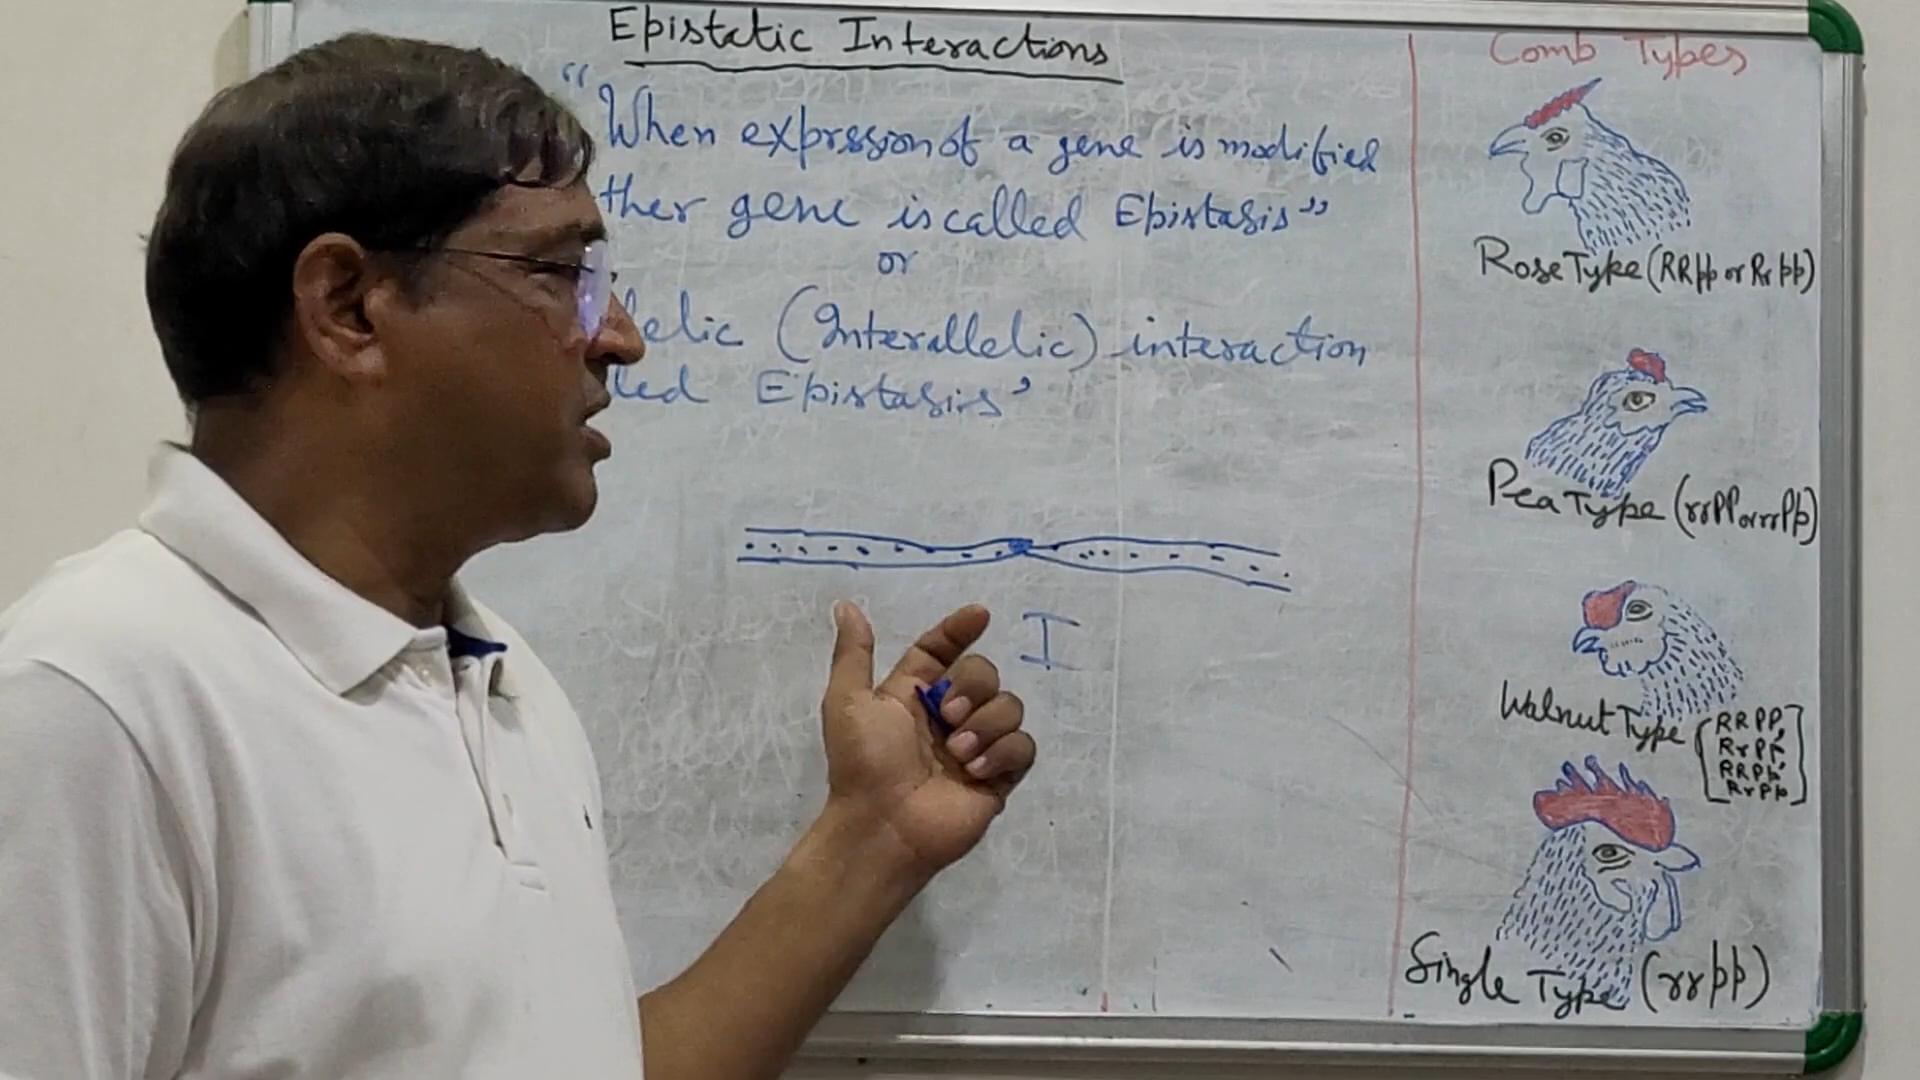 Epistatic Interactions
"When expression of a gene is modified
ther gene is called Epistasis"
or
lelic (Interallelic) interaction
led Epistasis'
I
Comb Types
Rose Type (RRpp or Rrpp)
Pea Type (rrPP or rrPp)
Walnut Type
RRPP,
RrPP,
RRPp,
RrPp
Single Type (rrpp)